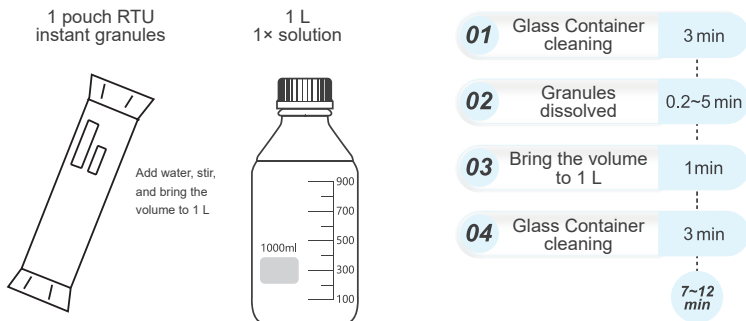 1 pouch RTU
instant granules
1 L
1× solution
Add water, stir,
and bring the
volume to 1 L
1000ml
900
700
500
300
100
01
Glass Container
cleaning
3 min
02
Granules
dissolved
0.2~5 min
03
Bring the volume
to 1 L
1min
04
Glass Container
cleaning
3 min
7~12
min